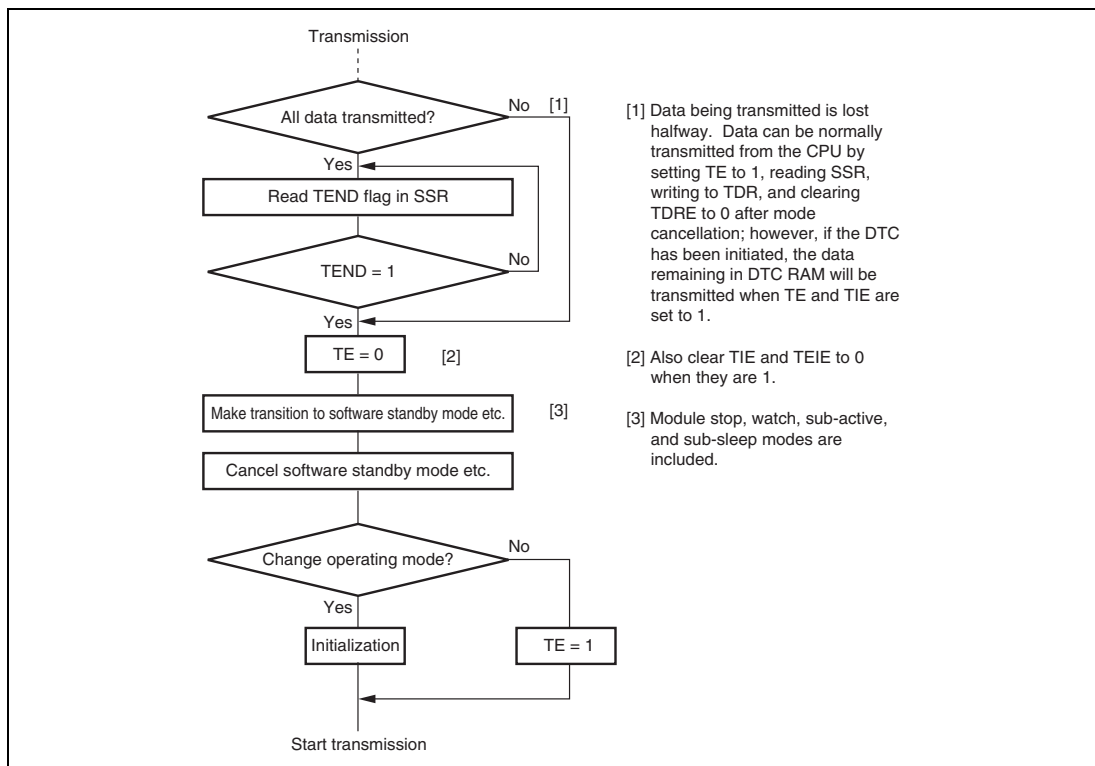 Transmission
All data transmitted?
No [1]
Yes
Read TEND flag in SSR
TEND = 1
No
Yes
TE = 0
[2]
Make transition to software standby mode etc.
[3]
Cancel software standby mode etc.
Change operating mode?
No
Yes
Initialization
TE = 1
Start transmission
[1] Data being transmitted is lost
halfway. Data can be normally
transmitted from the CPU by
setting TE to 1, reading SSR,
writing to TDR, and clearing
TDRE to 0 after mode
cancellation; however, if the DTC
has been initiated, the data
remaining in DTC RAM will be
transmitted when TE and TIE are
set to 1.
[2] Also clear TIE and TEIE to 0
when they are 1.
[3] Module stop, watch, sub-active,
and sub-sleep modes are
included.